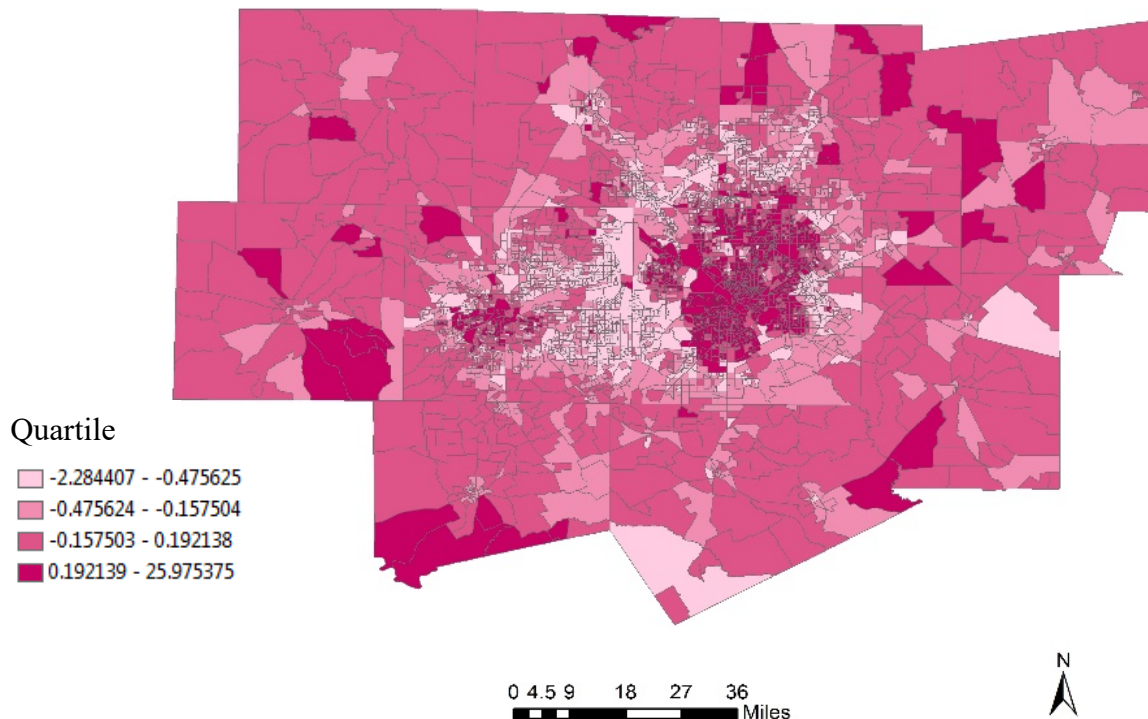 Quartile
-2.284407 - -0.475625
-0.475624 - -0.157504
-0.157503 - 0.192138
0.192139 - 25.975375
N
0 4.5 9 18 27 36
Miles